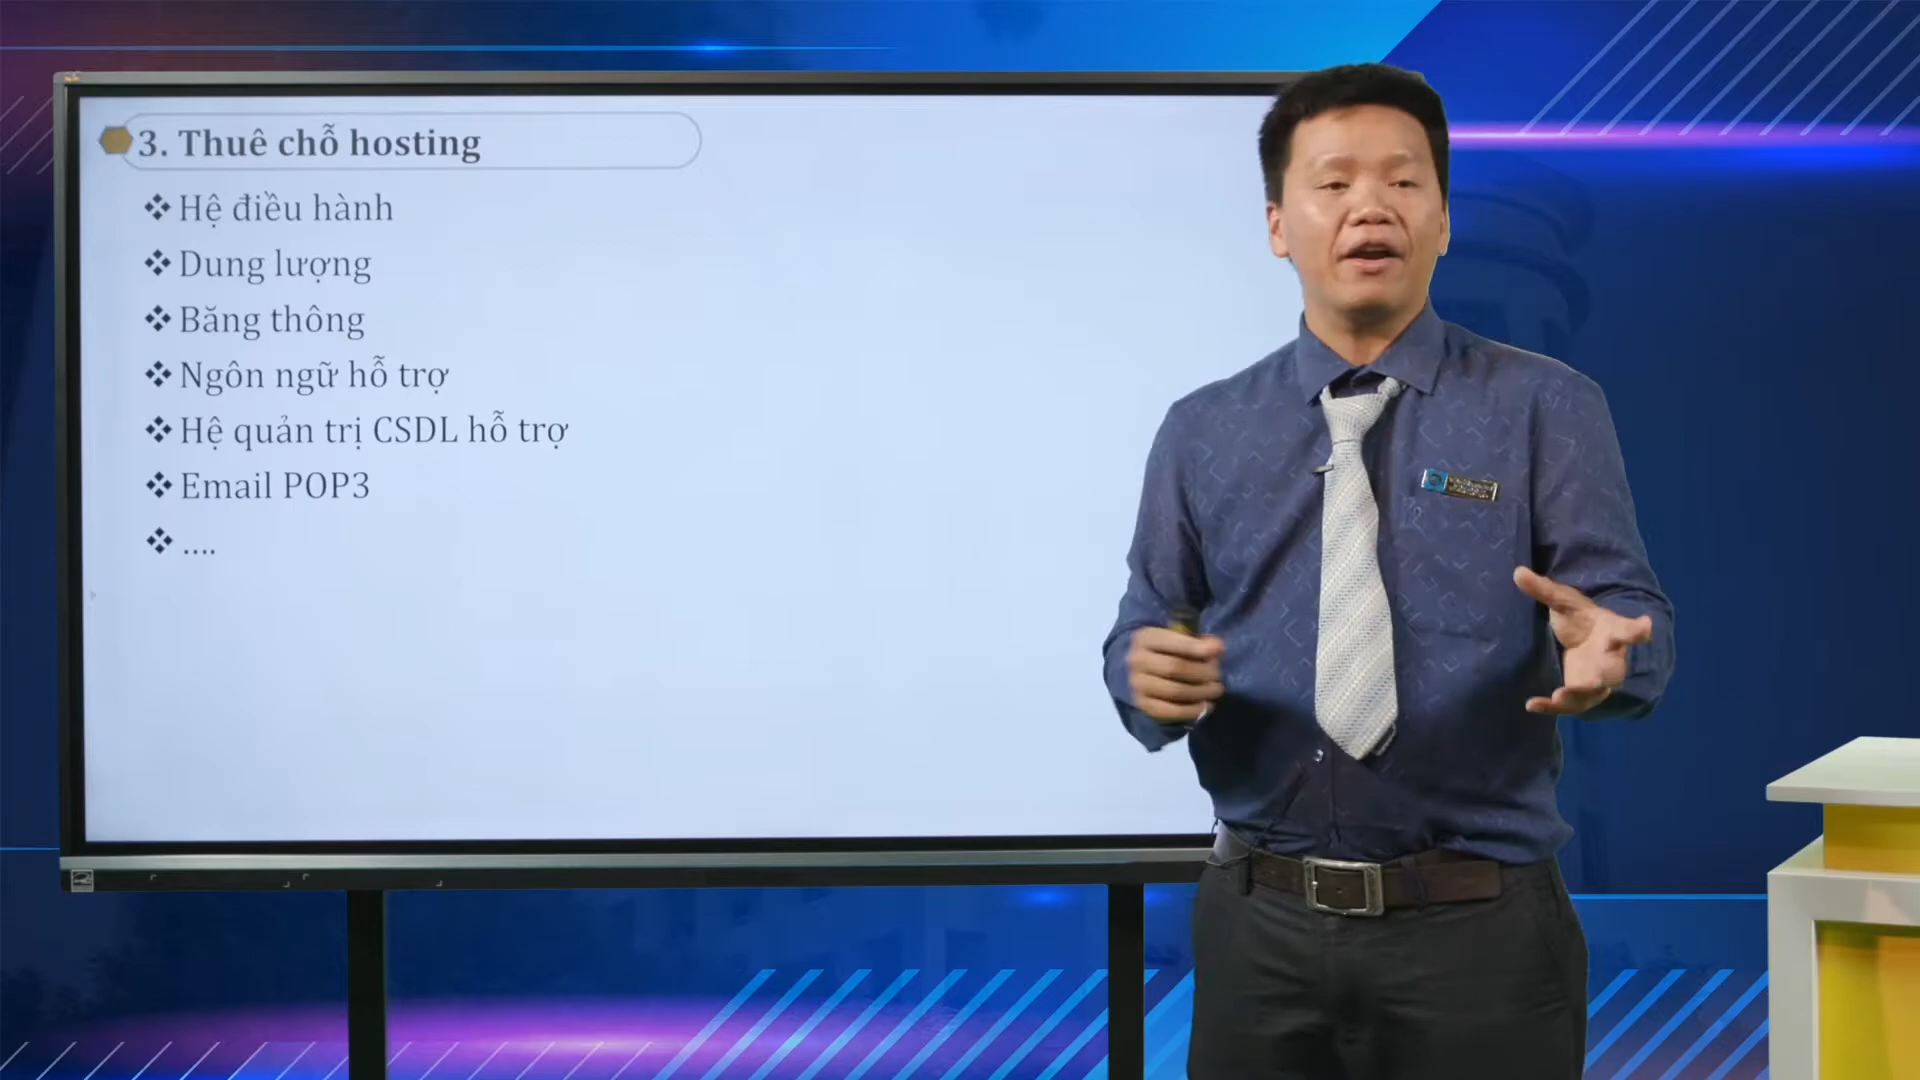 3. Thuê chỗ hosting
❖ Hệ điều hành
❖ Dung lượng
❖ Băng thông
❖ Ngôn ngữ hỗ trợ
❖ Hệ quản trị CSDL hỗ trợ
❖ Email POP3
❖ ....